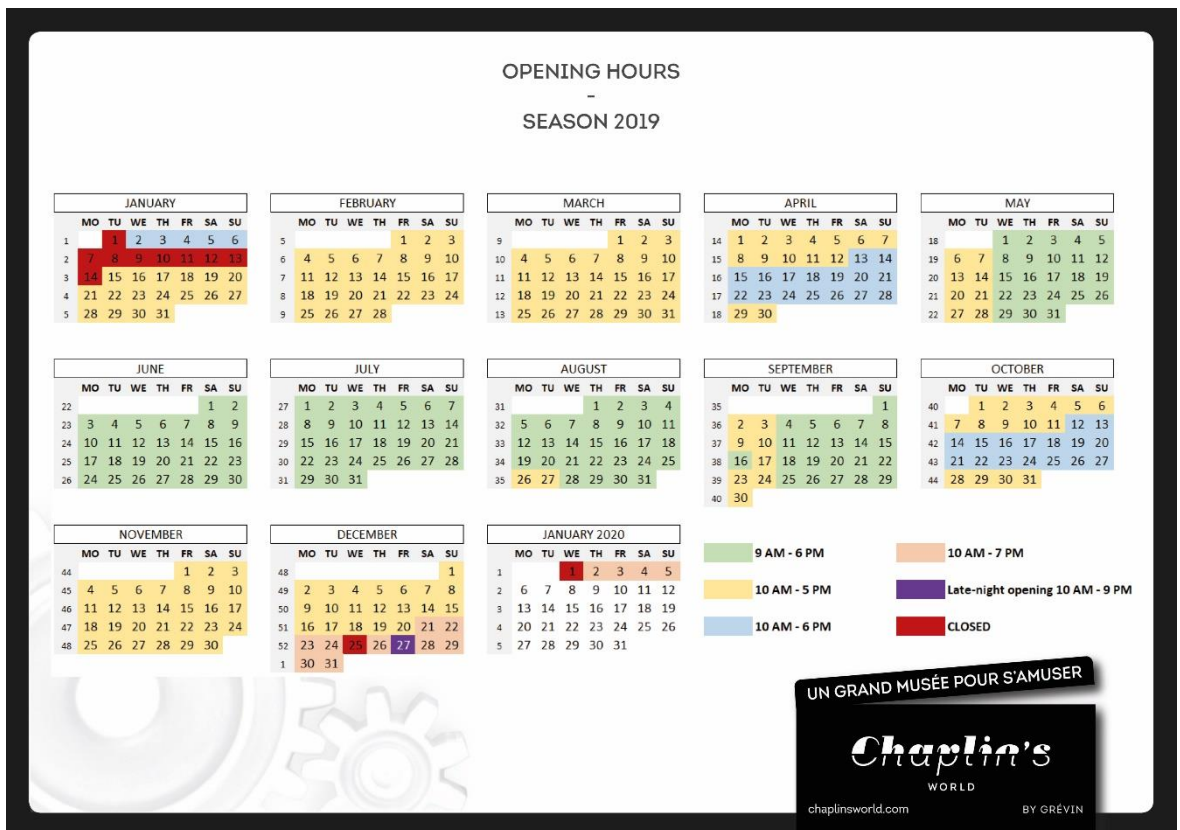 OPENING HOURS
-
SEASON 2019
JANUARY
MO TU WE TH FR SA SU
1 1 2 3 4 5 6
2 7 8 9 10 11 12 13
3 14 15 16 17 18 19 20
4 21 22 23 24 25 26 27
5 28 29 30 31
FEBRUARY
MO TU WE TH FR SA SU
5 1 2 3
6 4 5 6 7 8 9 10
7 11 12 13 14 15 16 17
8 18 19 20 21 22 23 24
9 25 26 27 28
MARCH
MO TU WE TH FR SA SU
9 1 2 3
10 4 5 6 7 8 9 10
11 11 12 13 14 15 16 17
12 18 19 20 21 22 23 24
13 25 26 27 28 29 30 31
APRIL
MO TU WE TH FR SA SU
14 1 2 3 4 5 6 7
15 8 9 10 11 12 13 14
16 15 16 17 18 19 20 21
17 22 23 24 25 26 27 28
18 29 30
MAY
MO TU WE TH FR SA SU
18 1 2 3 4 5
19 6 7 8 9 10 11 12
20 13 14 15 16 17 18 19
21 20 21 22 23 24 25 26
22 27 28 29 30 31
JUNE
MO TU WE TH FR SA SU
22 1 2
23 3 4 5 6 7 8 9
24 10 11 12 13 14 15 16
25 17 18 19 20 21 22 23
26 24 25 26 27 28 29 30
JULY
MO TU WE TH FR SA SU
27 1 2 3 4 5 6 7
28 8 9 10 11 12 13 14
29 15 16 17 18 19 20 21
30 22 23 24 25 26 27 28
31 29 30 31
AUGUST
MO TU WE TH FR SA SU
31 1 2 3 4
32 5 6 7 8 9 10 11
33 12 13 14 15 16 17 18
34 19 20 21 22 23 24 25
35 26 27 28 29 30 31
SEPTEMBER
MO TU WE TH FR SA SU
35 1
36 2 3 4 5 6 7 8
37 9 10 11 12 13 14 15
38 16 17 18 19 20 21 22
39 23 24 25 26 27 28 29
40 30
OCTOBER
MO TU WE TH FR SA SU
40 1 2 3 4 5 6
41 7 8 9 10 11 12 13
42 14 15 16 17 18 19 20
43 21 22 23 24 25 26 27
44 28 29 30 31
NOVEMBER
MO TU WE TH FR SA SU
44 1 2 3
45 4 5 6 7 8 9 10
46 11 12 13 14 15 16 17
47 18 19 20 21 22 23 24
48 25 26 27 28 29 30
DECEMBER
MO TU WE TH FR SA SU
48 1
49 2 3 4 5 6 7 8
50 9 10 11 12 13 14 15
51 16 17 18 19 20 21 22
52 23 24 25 26 27 28 29
1 30 31
JANUARY 2020
MO TU WE TH FR SA SU
1 1 2 3 4 5
2 6 7 8 9 10 11 12
3 13 14 15 16 17 18 19
4 20 21 22 23 24 25 26
5 27 28 29 30 31
9 AM - 6 PM
10 AM - 7 PM
10 AM - 5 PM
Late-night opening 10 AM - 9 PM
10 AM - 6 PM
CLOSED
UN GRAND MUSÉE POUR S'AMUSER
Chaplin's
WORLD
chaplinsworld.com BY GRÉVIN